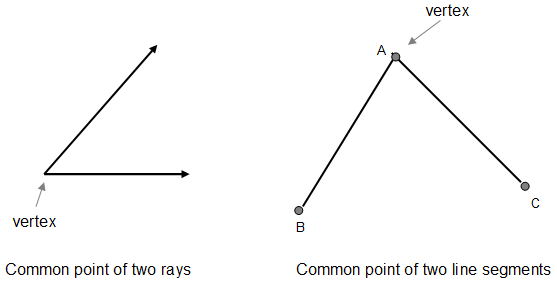 vertex
A
vertex
B
C
Common point of two rays
Common point of two line segments